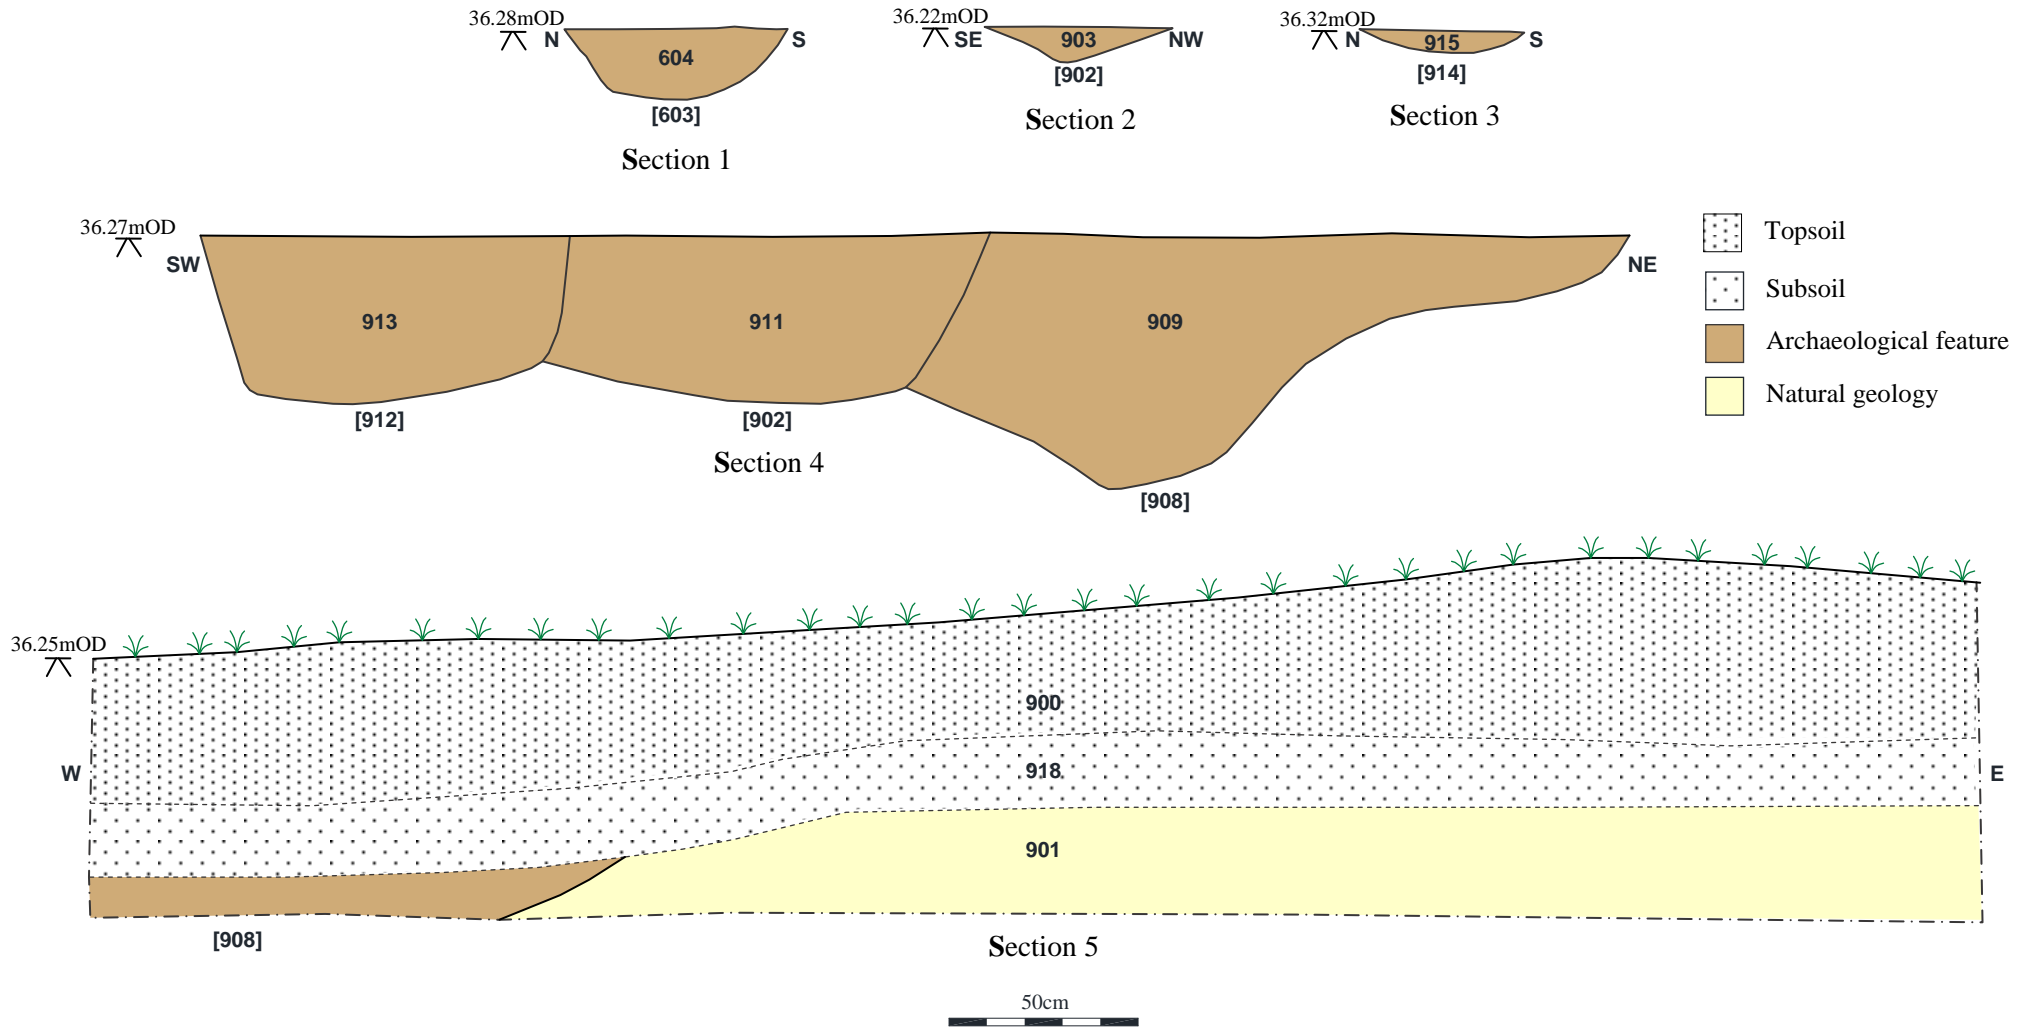 36.28mOD
N
S
604
[603]
Section 1
36.22mOD
SE
NW
903
[902]
Section 2
36.32mOD
N
S
915
[914]
Section 3
36.27mOD
SW
NE
913
911
909
[912]
[902]
[908]
Section 4
Topsoil
Subsoil
Archaeological feature
Natural geology
36.25mOD
W
E
900
918
901
[908]
Section 5
50cm